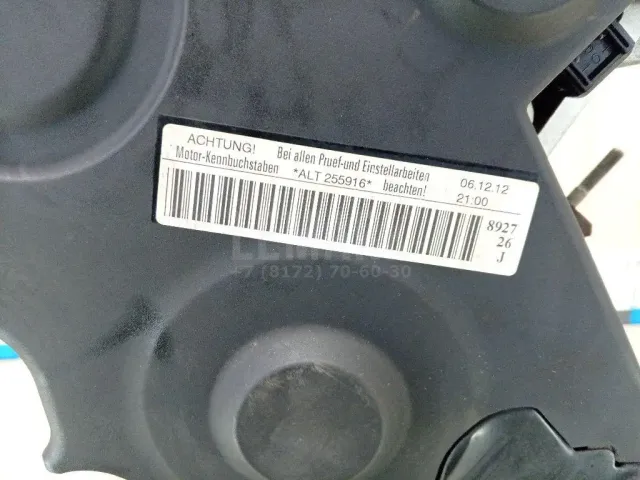 ACHTUNG! Bei allen Pruef-und Einstellarbeiten
Motor-Kennbuchstaben *ALT 255916* beachten!
06.12.12
21:00
8927
26
J
+7 (8172) 70-60-30